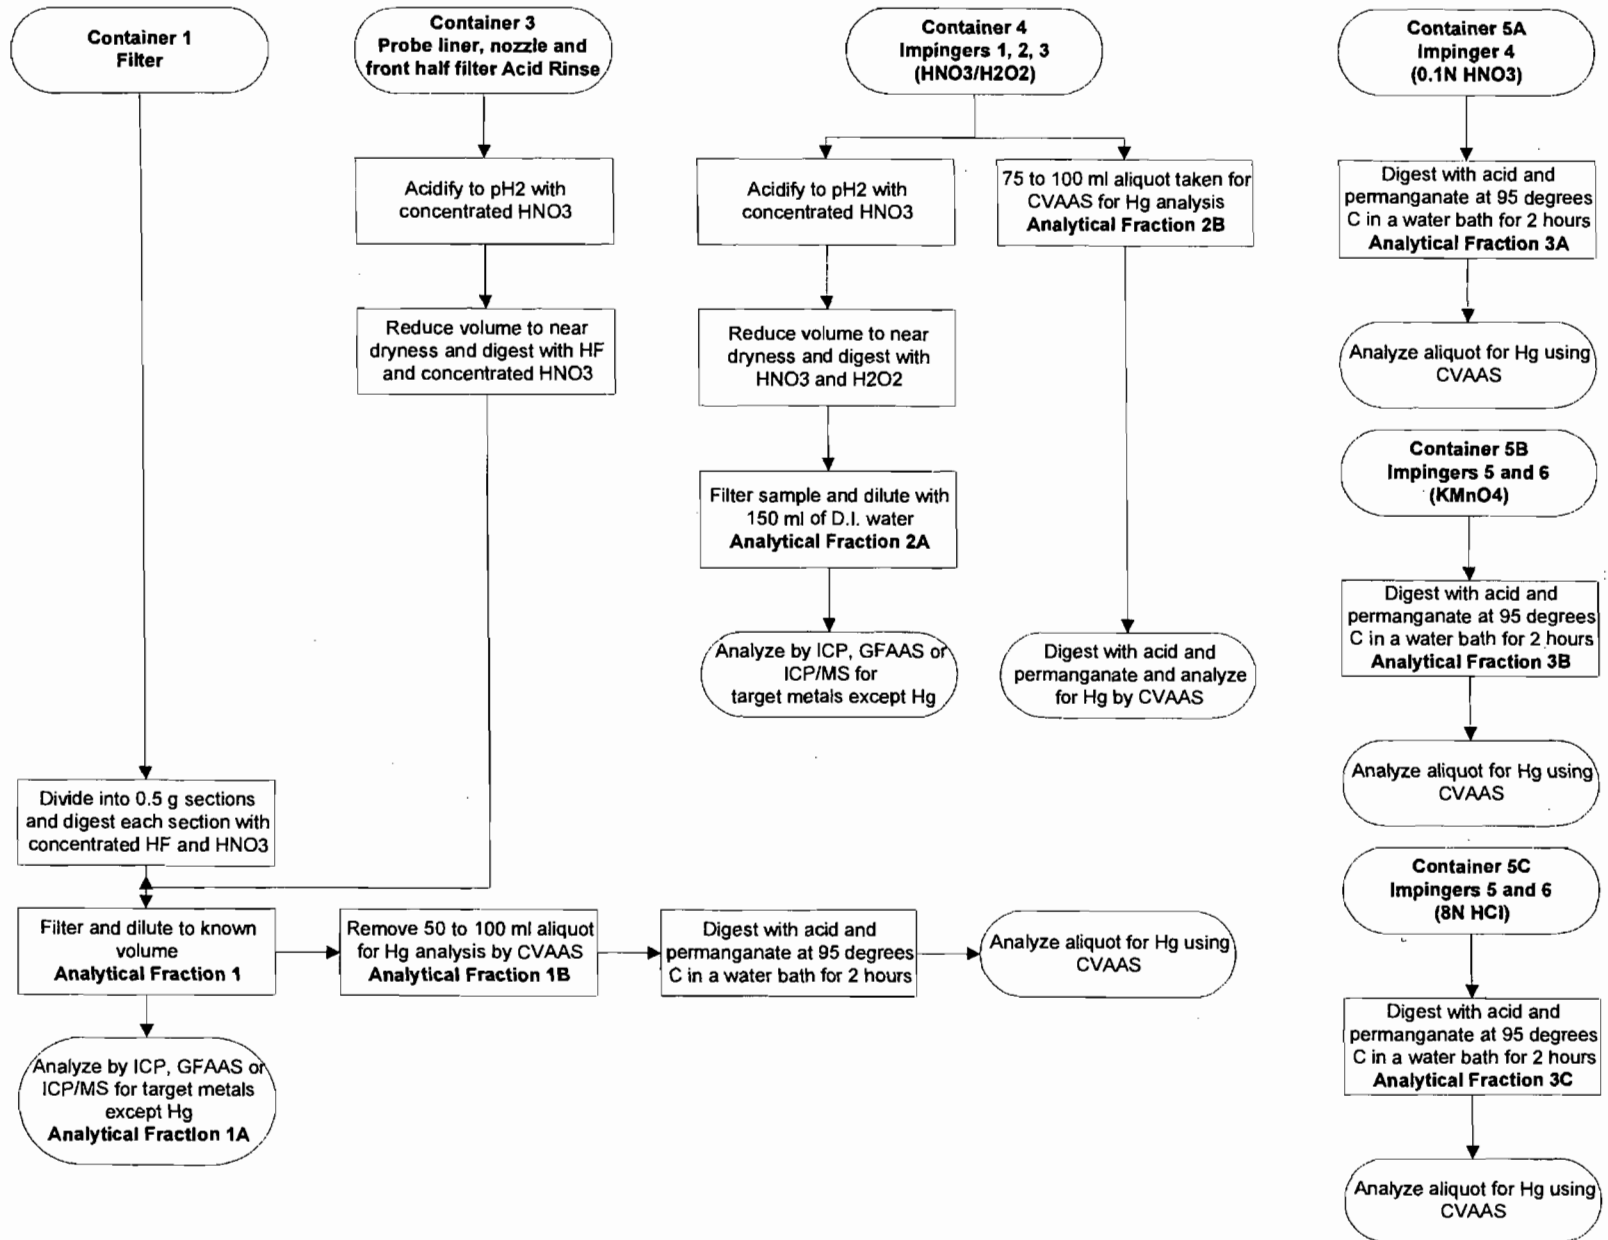 Container 1
Filter
Container 3
Probe liner, nozzle and
front half filter Acid Rinse
Container 4
Impingers 1, 2, 3
(HNO3/H2O2)
Container 5A
Impinger 4
(0.1N HNO3)
Acidify to pH2 with
concentrated HNO3
Acidify to pH2 with
concentrated HNO3
75 to 100 ml aliquot taken for
CVAAS for Hg analysis
Analytical Fraction 2B
Digest with acid and
permanganate at 95 degrees
C in a water bath for 2 hours
Analytical Fraction 3A
Reduce volume to near
dryness and digest with HF
and concentrated HNO3
Reduce volume to near
dryness and digest with
HNO3 and H2O2
Analyze aliquot for Hg using
CVAAS
Container 5B
Impingers 5 and 6
(KMnO4)
Filter sample and dilute with
150 ml of D.I. water
Analytical Fraction 2A
Digest with acid and
permanganate at 95 degrees
C in a water bath for 2 hours
Analytical Fraction 3B
Analyze by ICP, GFAAS or
ICP/MS for
target metals except Hg
Digest with acid and
permanganate and analyze
for Hg by CVAAS
Analyze aliquot for Hg using
CVAAS
Divide into 0.5 g sections
and digest each section with
concentrated HF and HNO3
Container 5C
Impingers 5 and 6
(8N HCl)
Filter and dilute to known
volume
Analytical Fraction 1
Remove 50 to 100 ml aliquot
for Hg analysis by CVAAS
Analytical Fraction 1B
Digest with acid and
permanganate at 95 degrees
C in a water bath for 2 hours
Analyze aliquot for Hg using
CVAAS
Digest with acid and
permanganate at 95 degrees
C in a water bath for 2 hours
Analytical Fraction 3C
Analyze by ICP, GFAAS or
ICP/MS for target metals
except Hg
Analytical Fraction 1A
Analyze aliquot for Hg using
CVAAS